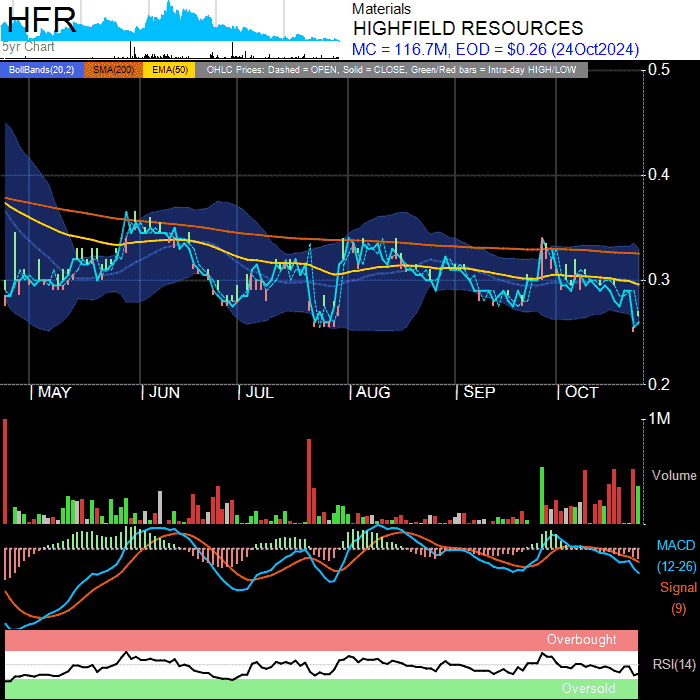 HFR
5yr Chart
Materials
HIGHFIELD RESOURCES
MC = 116.7M, EOD = $0.26 (24Oct2024)
BollBands(20,2) SMA(200) EMA(50) OHLC Prices: Dashed = OPEN, Solid = CLOSE, Green/Red bars = Intra-day HIGH/LOW
0.5
0.4
0.3
0.2
MAY JUN JUL AUG SEP OCT
1M
Volume
MACD
(12-26)
Signal
(9)
Overbought
RSI(14)
Oversold